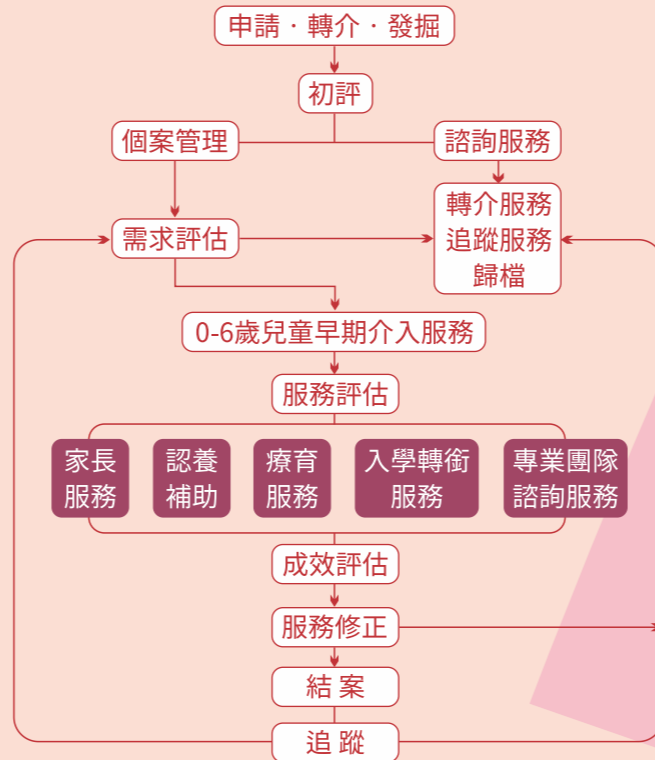 申請・轉介・發掘
初評
個案管理
諮詢服務
轉介服務
追蹤服務
歸檔
需求評估
0-6歲兒童早期介入服務
服務評估
家長
服務
認養
補助
療育
服務
入學轉銜
服務
專業團隊
諮詢服務
成效評估
服務修正
結案
追蹤